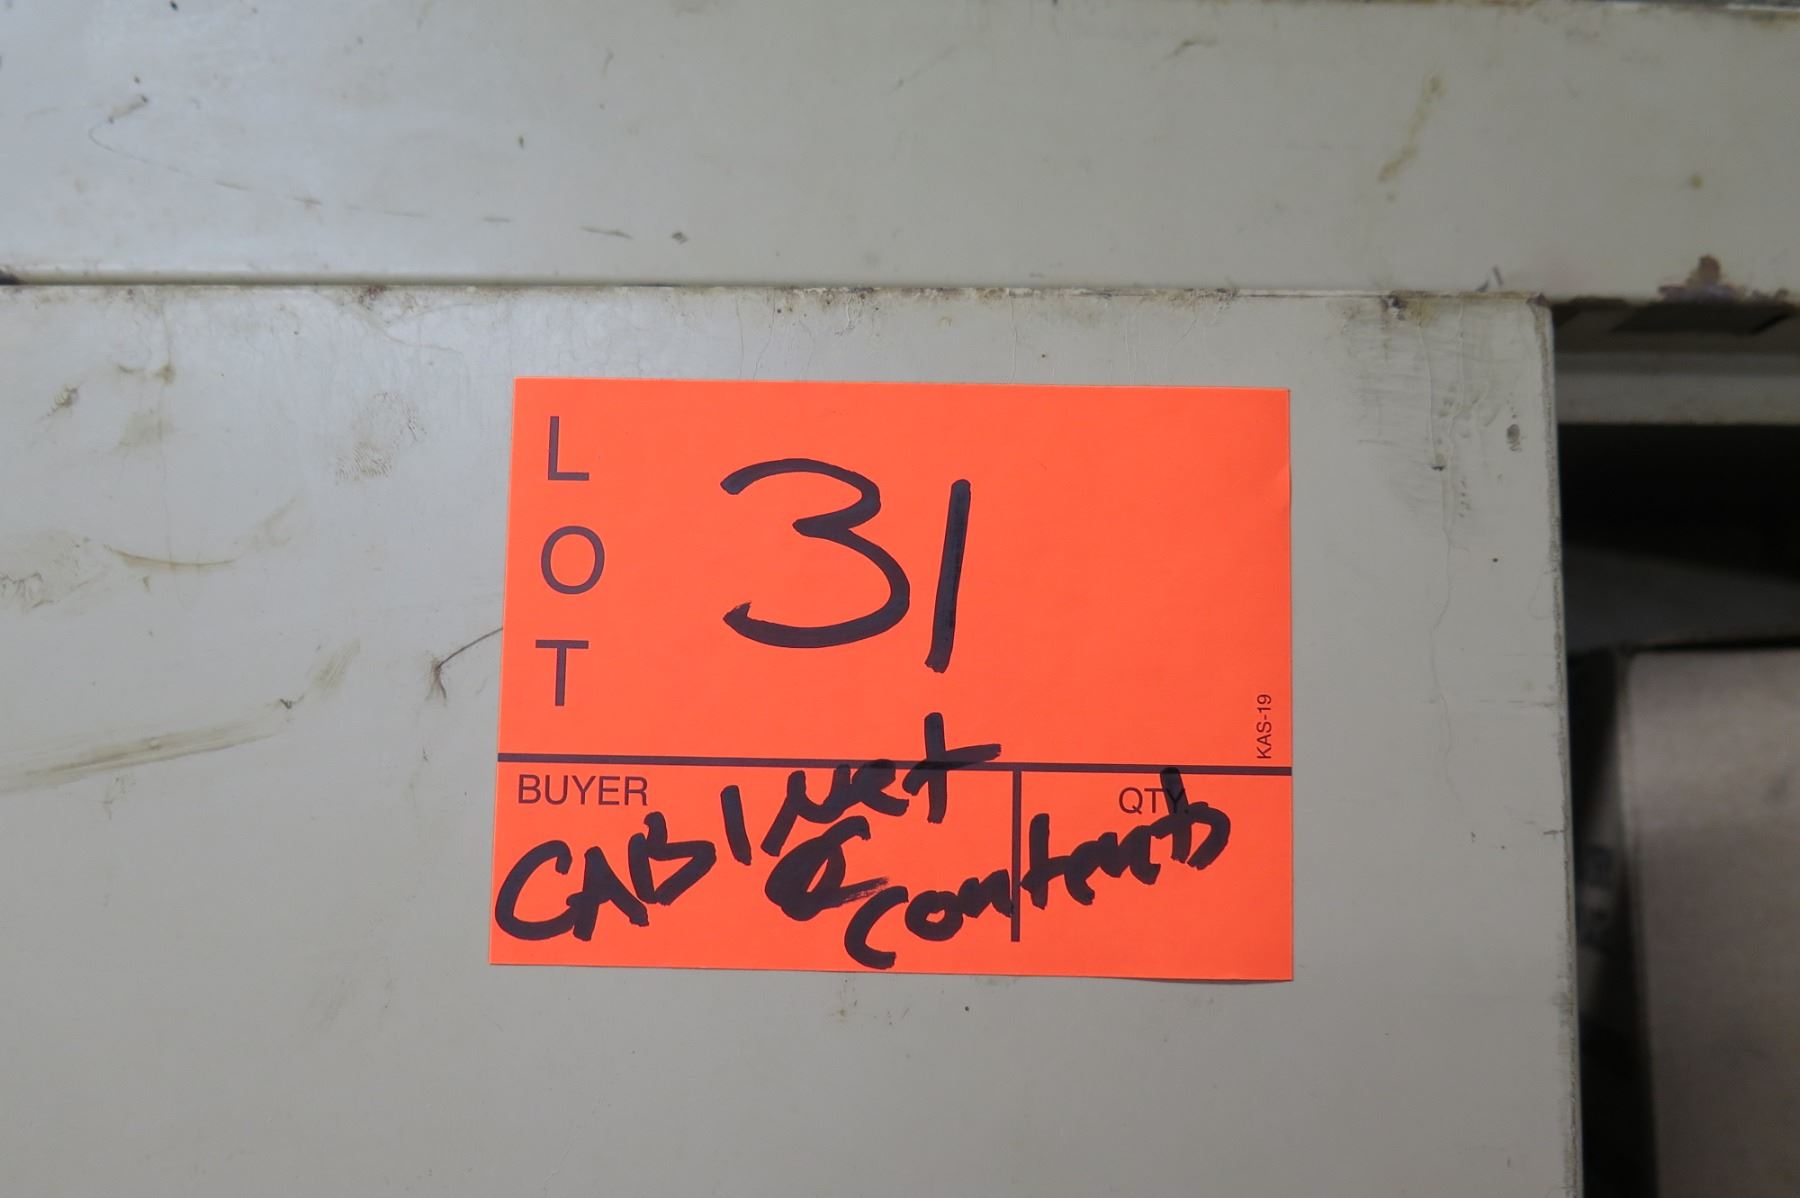 LOT
31
KAS-19
BUYER
QTY.
CABINET
& contents